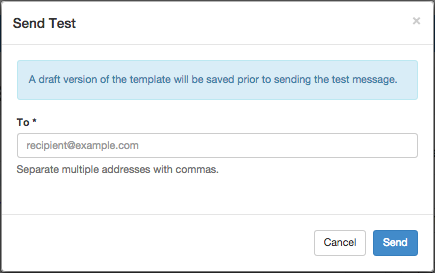 Send Test
×
A draft version of the template will be saved prior to sending the test message.
To *
recipient@example.com
Separate multiple addresses with commas.
Cancel
Send